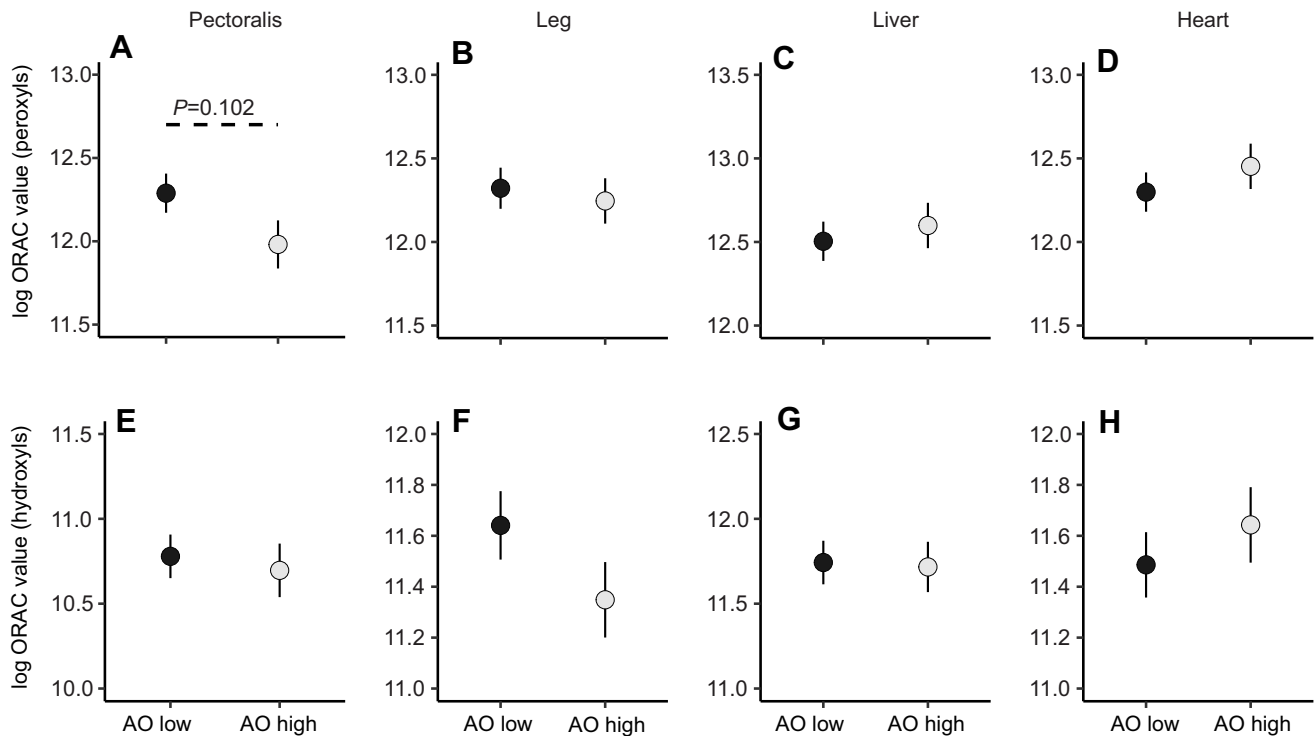 Pectoralis
Leg
Liver
Heart
A
B
C
D
log ORAC value (peroxyls)
13.0
12.5
12.0
11.5
P=0.102
13.0
12.5
12.0
11.5
13.5
13.0
12.5
12.0
13.0
12.5
12.0
11.5
E
F
G
H
log ORAC value (hydroxyls)
11.5
11.0
10.5
10.0
12.0
11.8
11.6
11.4
11.2
11.0
12.5
12.0
11.5
11.0
12.0
11.8
11.6
11.4
11.2
11.0
AO low
AO high
AO low
AO high
AO low
AO high
AO low
AO high